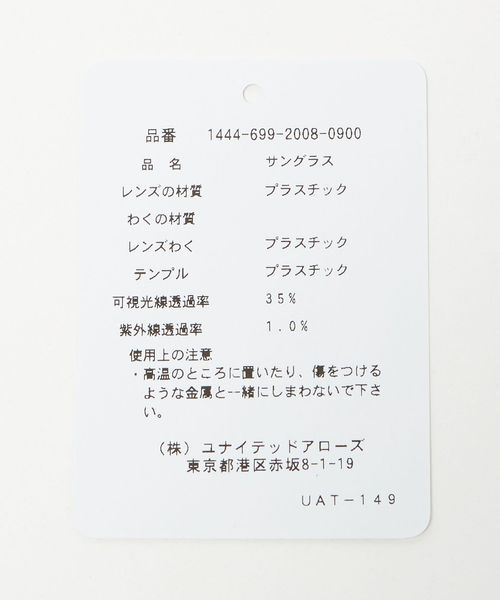 品番 1444-699-2008-0900
品 名 サングラス
レンズの材質 プラスチック
わくの材質
レンズわく プラスチック
テンプル プラスチック
可視光線透過率 35%
紫外線透過率 1.0%
使用上の注意
・高温のところに置いたり、傷をつける
ような金属と一緒にしまわないで下さ
い。
(株) ユナイテッドアローズ
東京都港区赤坂8-1-19
UAT-149